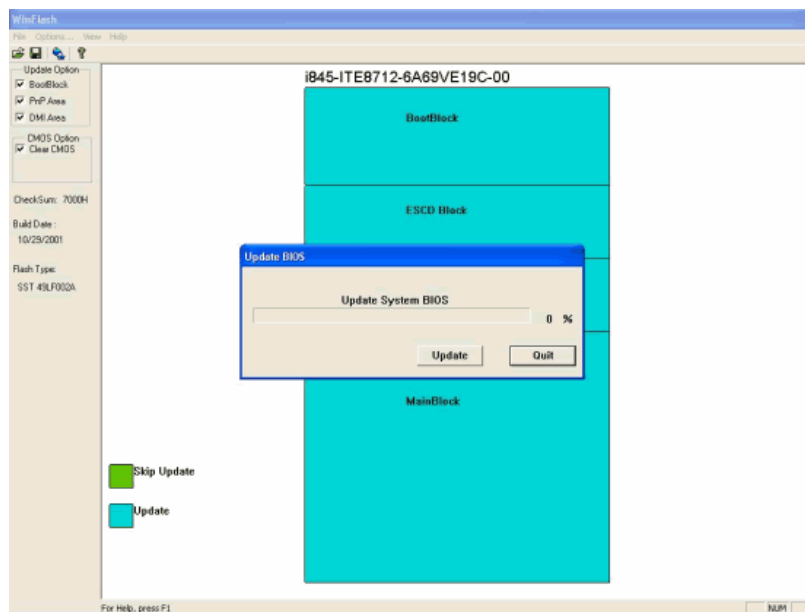 WinFlash
File Options... View Help
Update Option
BootBlock
PnP Area
DMI Area
CMOS Option
Clear CMOS
CheckSum: 7000H
Build Date :
10/29/2001
Flash Type:
SST 49LF002A
i845-ITE8712-6A69VE19C-00
BootBlock
ESCD Block
Update BIOS
Update System BIOS
0 %
Update Quit
MainBlock
Skip Update
Update
For Help, press F1
NUM